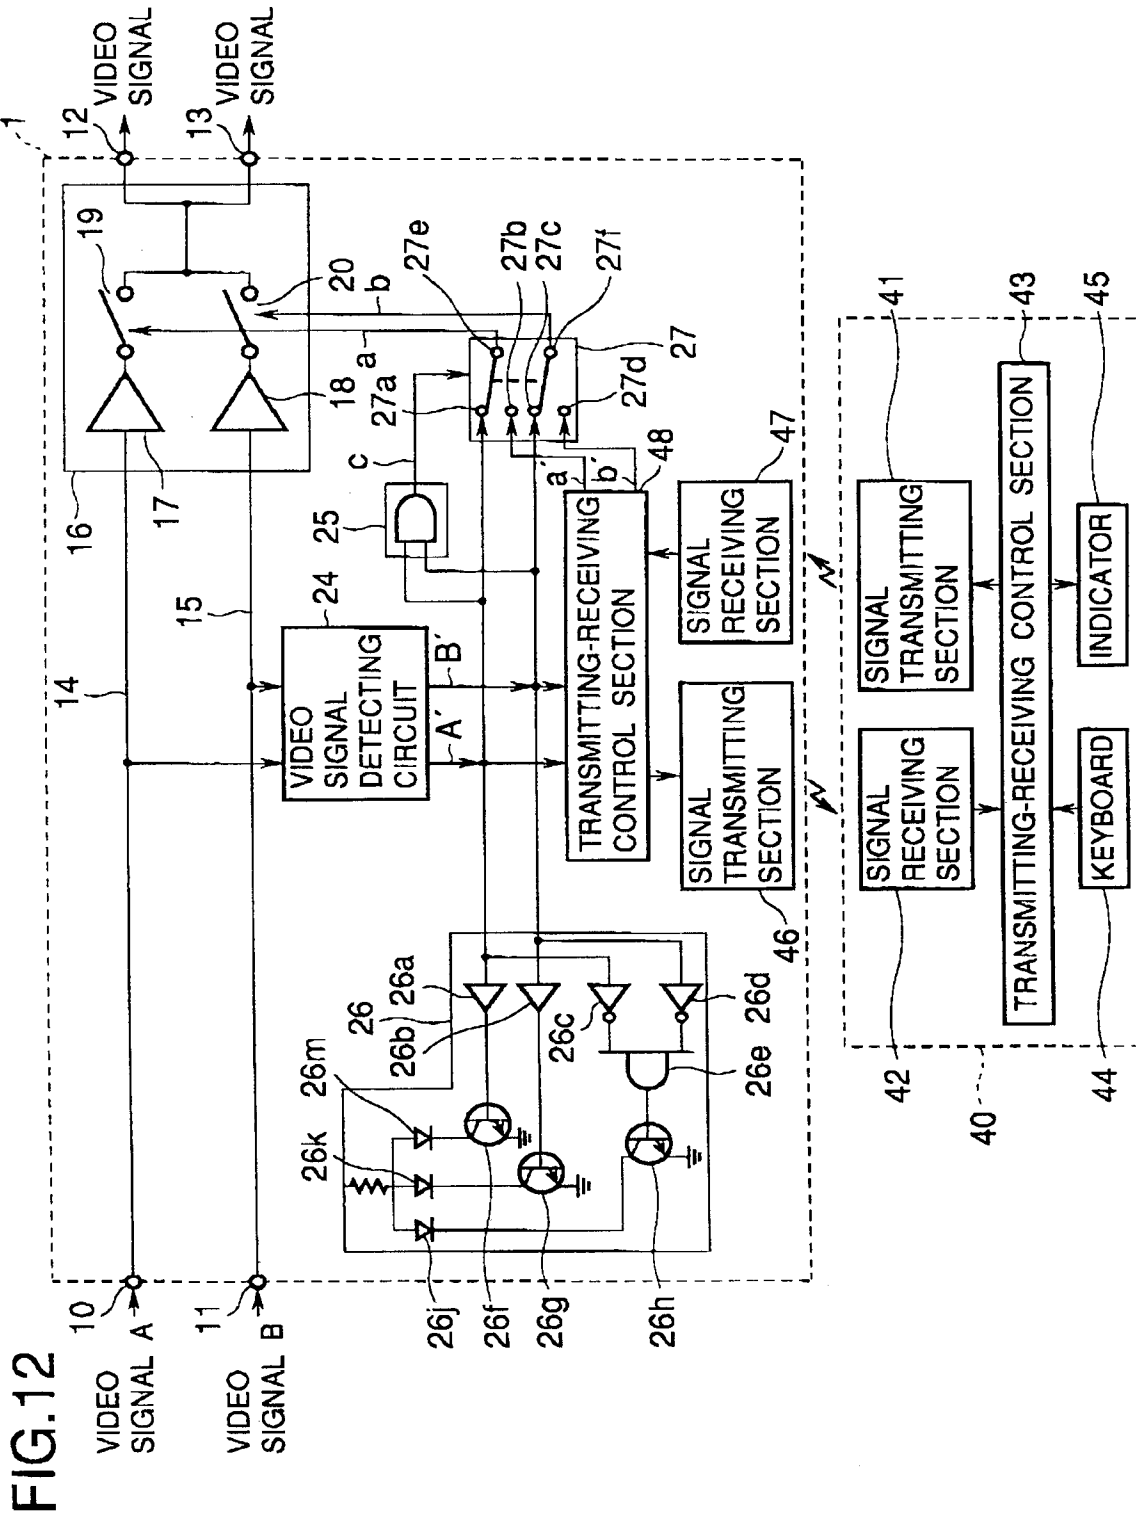 FIG.12
VIDEO
SIGNAL A
10
VIDEO
SIGNAL B
11
14
15
16
17
18
19
20
a
b
1
12
VIDEO
SIGNAL
13
VIDEO
SIGNAL
24
VIDEO
SIGNAL
DETECTING
CIRCUIT
A´
B´
25
c
27a
27e
27b
27c
27f
27d
27
26
26a
26b
26c
26d
26e
26m
26k
26j
26f
26g
26h
TRANSMITTING-RECEIVING
CONTROL SECTION
a´
b´
48
SIGNAL
TRANSMITTING
SECTION
46
SIGNAL
RECEIVING
SECTION
47
40
42
SIGNAL
RECEIVING
SECTION
SIGNAL
TRANSMITTING
SECTION
41
TRANSMITTING-RECEIVING CONTROL SECTION
43
44
KEYBOARD
INDICATOR
45